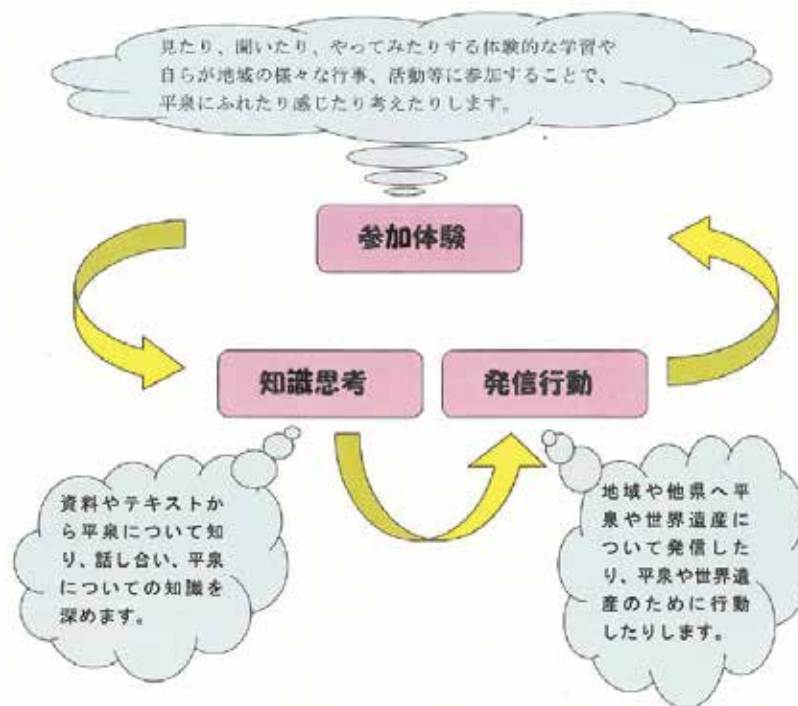 見たり、聞いたり、やってみたりする体験的な学習や
自らが地域の様々な行事、活動等に参加することで、
平泉にふれたり感じたり考えたりします。
参加体験
知識思考
発信行動
資料やテキストか
ら平泉について知
り、話し合い、平泉
についての知識を
深めます。
地域や他県へ平
泉や世界遺産に
ついて発信した
り、平泉や世界遺
産のために行動
したりします。